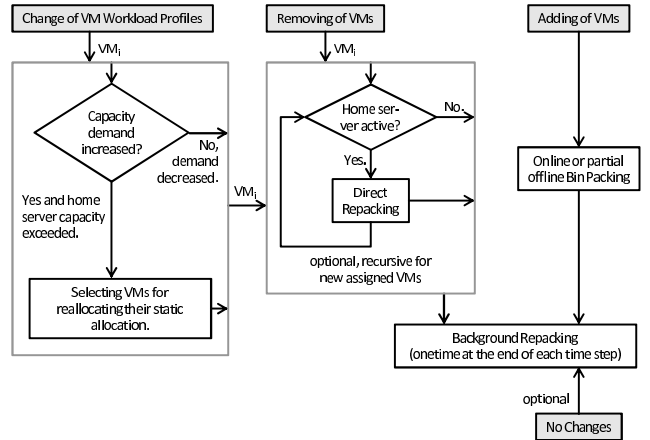 Change of VM Workload Profiles
Removing of VMs
Adding of VMs
VMi
VMi
Capacity
demand
increased?
No,
demand
decreased.
Yes and home
server capacity
exceeded.
Selecting VMs for
reallocating their static
allocation.
VMi
Home ser-
ver active?
No.
Yes.
Direct
Repacking
optional, recursive for
new assigned VMs
Online or partial
offline Bin Packing
Background Repacking
(onetime at the end of each time step)
optional
No Changes